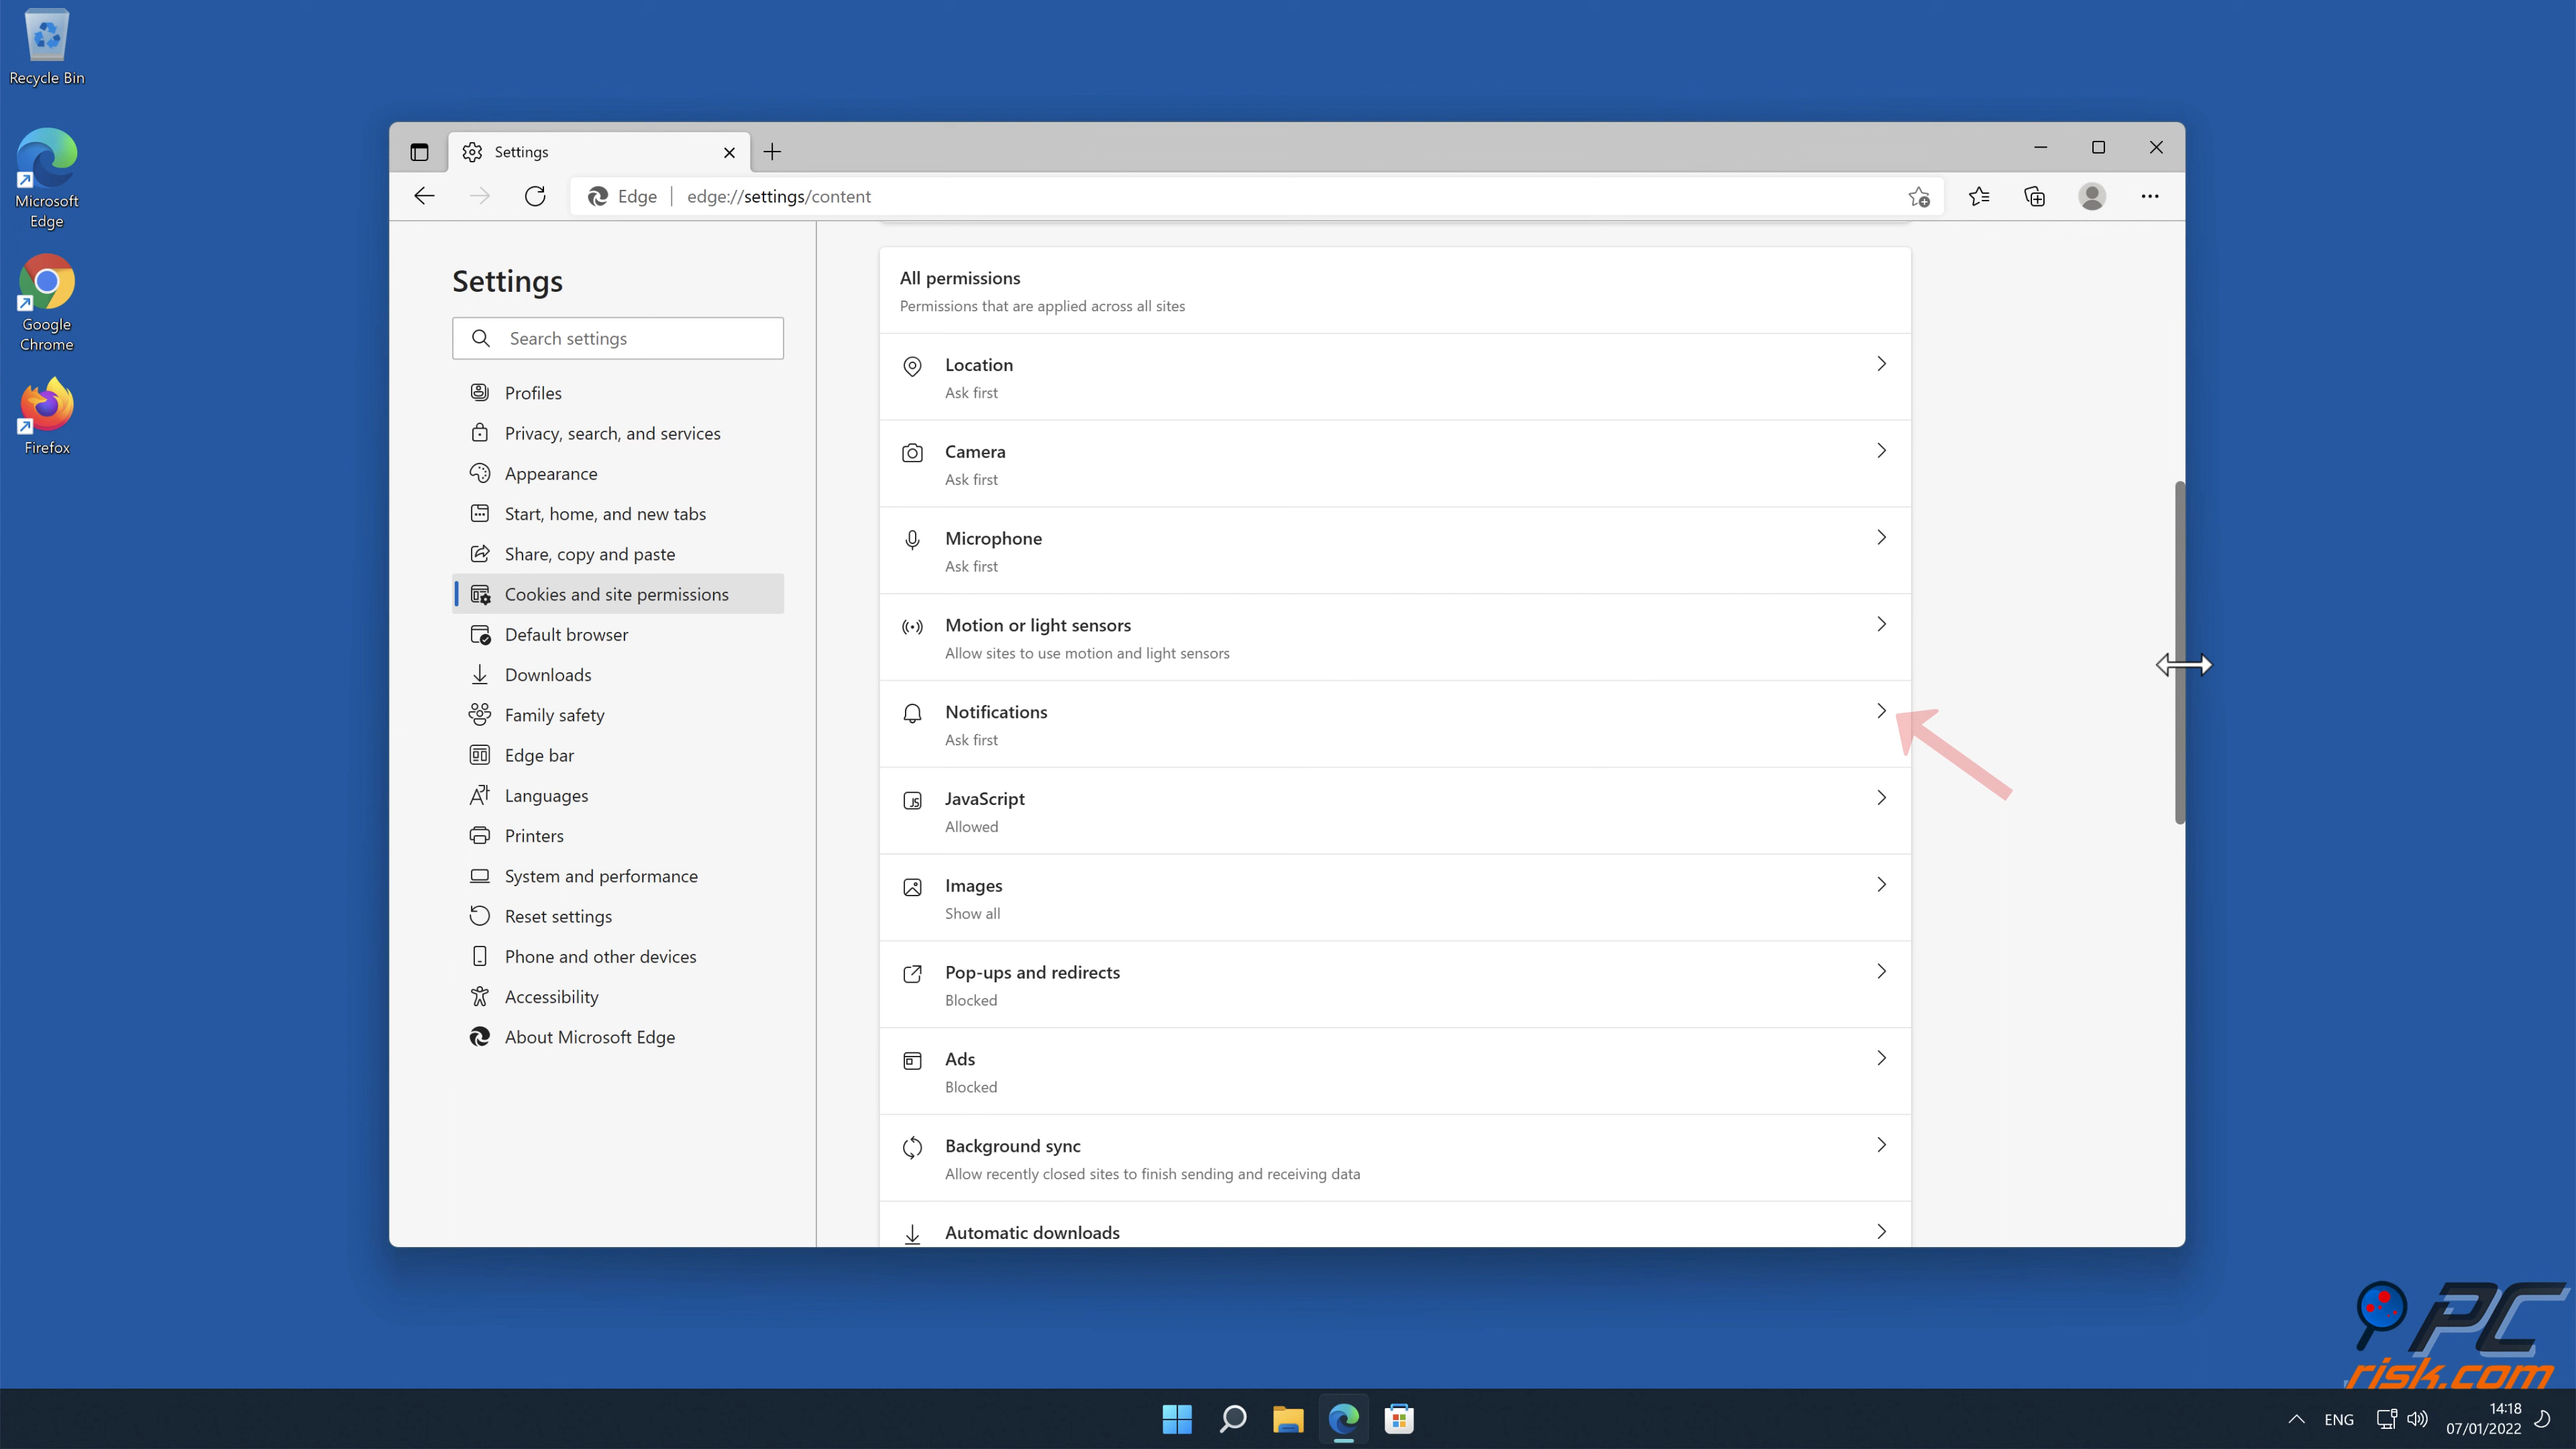 Recycle Bin
Microsoft
Edge
Google
Chrome
Firefox
Settings
Edge
edge://settings/content
Settings
Search settings
Profiles
Privacy, search, and services
Appearance
Start, home, and new tabs
Share, copy and paste
Cookies and site permissions
Default browser
Downloads
Family safety
Edge bar
Languages
Printers
System and performance
Reset settings
Phone and other devices
Accessibility
About Microsoft Edge
All permissions
Permissions that are applied across all sites
Location
Ask first
Camera
Ask first
Microphone
Ask first
Motion or light sensors
Allow sites to use motion and light sensors
Notifications
Ask first
JavaScript
Allowed
Images
Show all
Pop-ups and redirects
Blocked
Ads
Blocked
Background sync
Allow recently closed sites to finish sending and receiving data
Automatic downloads
PC
risk.com
ENG
14:18
07/01/2022